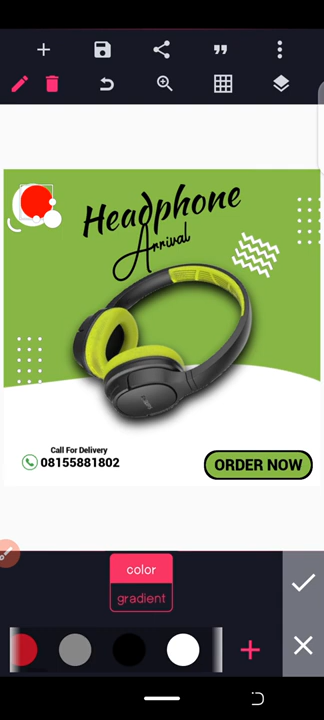 Headphone
Arrival
Call For Delivery
08155881802
ORDER NOW
color
gradient